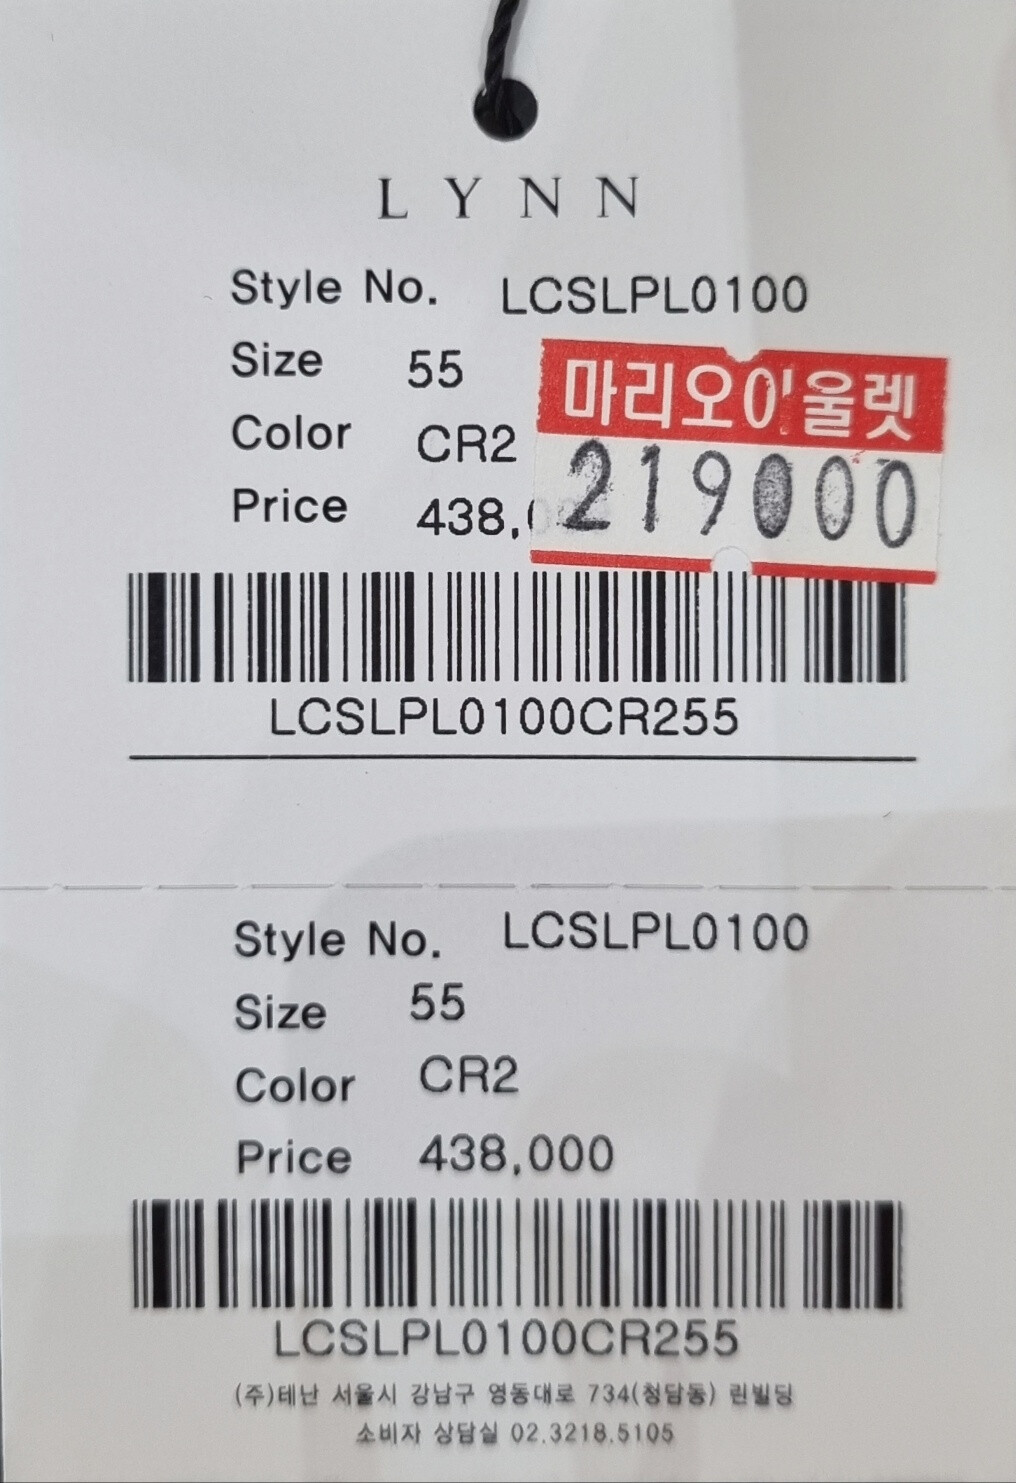 LYNN
Style No. LCSLPL0100
Size 55
마리오아울렛
Color CR2
219000
Price 438,
LCSLPL0100CR255
Style No. LCSLPL0100
Size 55
Color CR2
Price 438,000
LCSLPL0100CR255
(주)테난 서울시 강남구 영동대로 734(청담동) 린빌딩
소비자 상담실 02.3218.5105